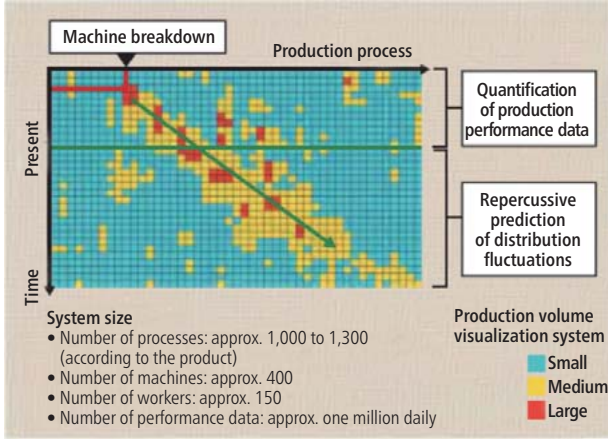 Machine breakdown
Production process
Present
Time
Quantification
of production
performance data
Repercussive
prediction
of distribution
fluctuations
System size
• Number of processes: approx. 1,000 to 1,300
(according to the product)
• Number of machines: approx. 400
• Number of workers: approx. 150
• Number of performance data: approx. one million daily
Production volume
visualization system
Small
Medium
Large